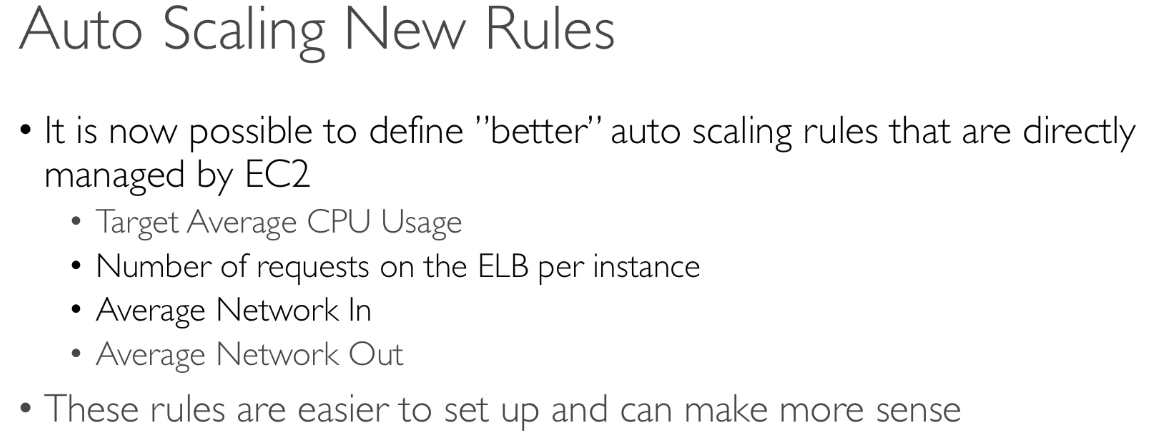 Auto Scaling New Rules
• It is now possible to define ”better” auto scaling rules that are directly
managed by EC2
• Target Average CPU Usage
• Number of requests on the ELB per instance
• Average Network In
• Average Network Out
• These rules are easier to set up and can make more sense